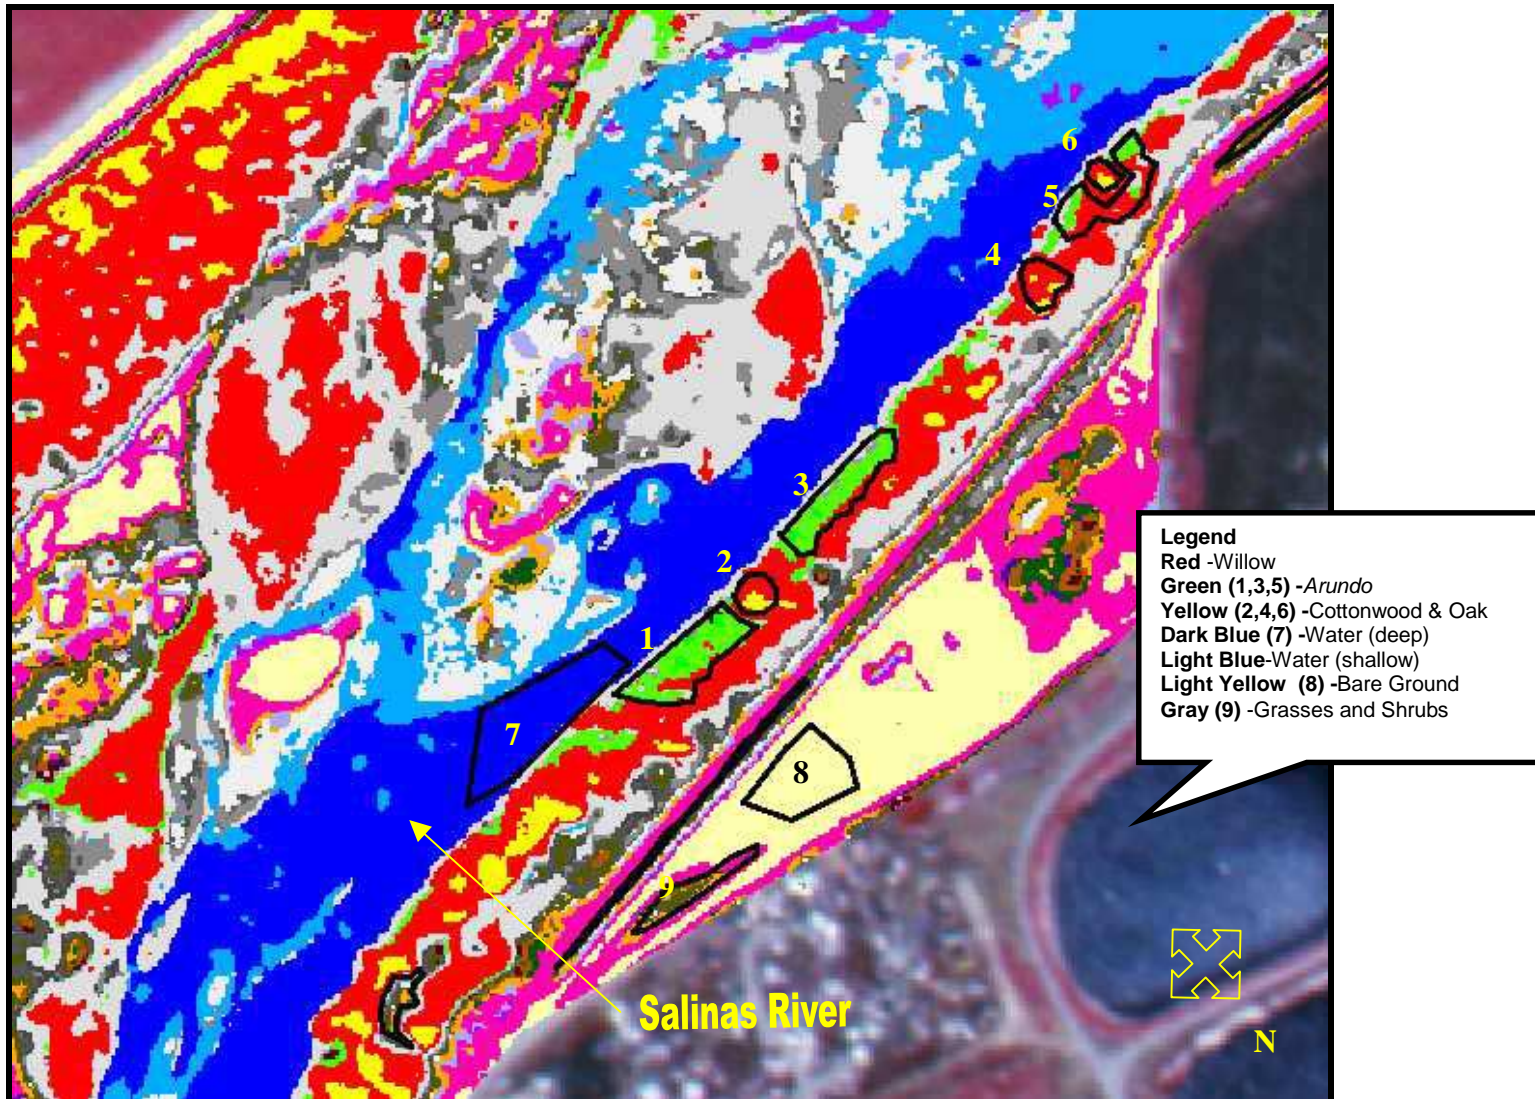 6
5
4
3
2
1
7
8
9
Salinas River
N
Legend
Red -Willow
Green (1,3,5) -Arundo
Yellow (2,4,6) -Cottonwood & Oak
Dark Blue (7) -Water (deep)
Light Blue-Water (shallow)
Light Yellow (8) -Bare Ground
Gray (9) -Grasses and Shrubs